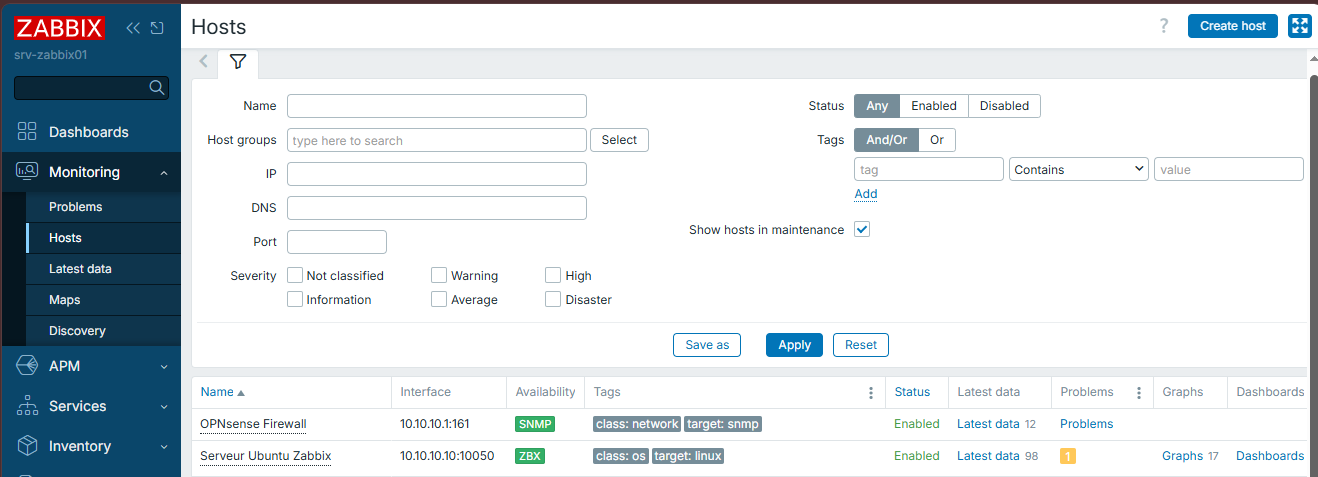 ZABBIX
srv-zabbix01
Dashboards
Monitoring
Problems
Hosts
Latest data
Maps
Discovery
APM
Services
Inventory
Hosts
? Create host
Name
Host groups type here to search Select
IP
DNS
Port
Severity Not classified Warning High
Information Average Disaster
Status Any Enabled Disabled
Tags And/Or Or
tag Contains value
Add
Show hosts in maintenance
Save as Apply Reset
Name Interface Availability Tags Status Latest data Problems Graphs Dashboards
OPNsense Firewall 10.10.10.1:161 SNMP class: network target: snmp Enabled Latest data 12 Problems
Serveur Ubuntu Zabbix 10.10.10.10:10050 ZBX class: os target: linux Enabled Latest data 98 1 Graphs 17 Dashboards